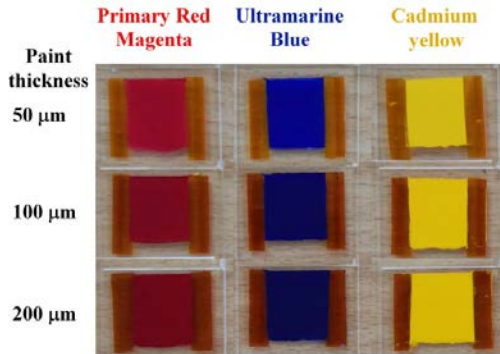 Primary Red Magenta
Ultramarine Blue
Cadmium yellow
Paint thickness
50 μm
100 μm
200 μm